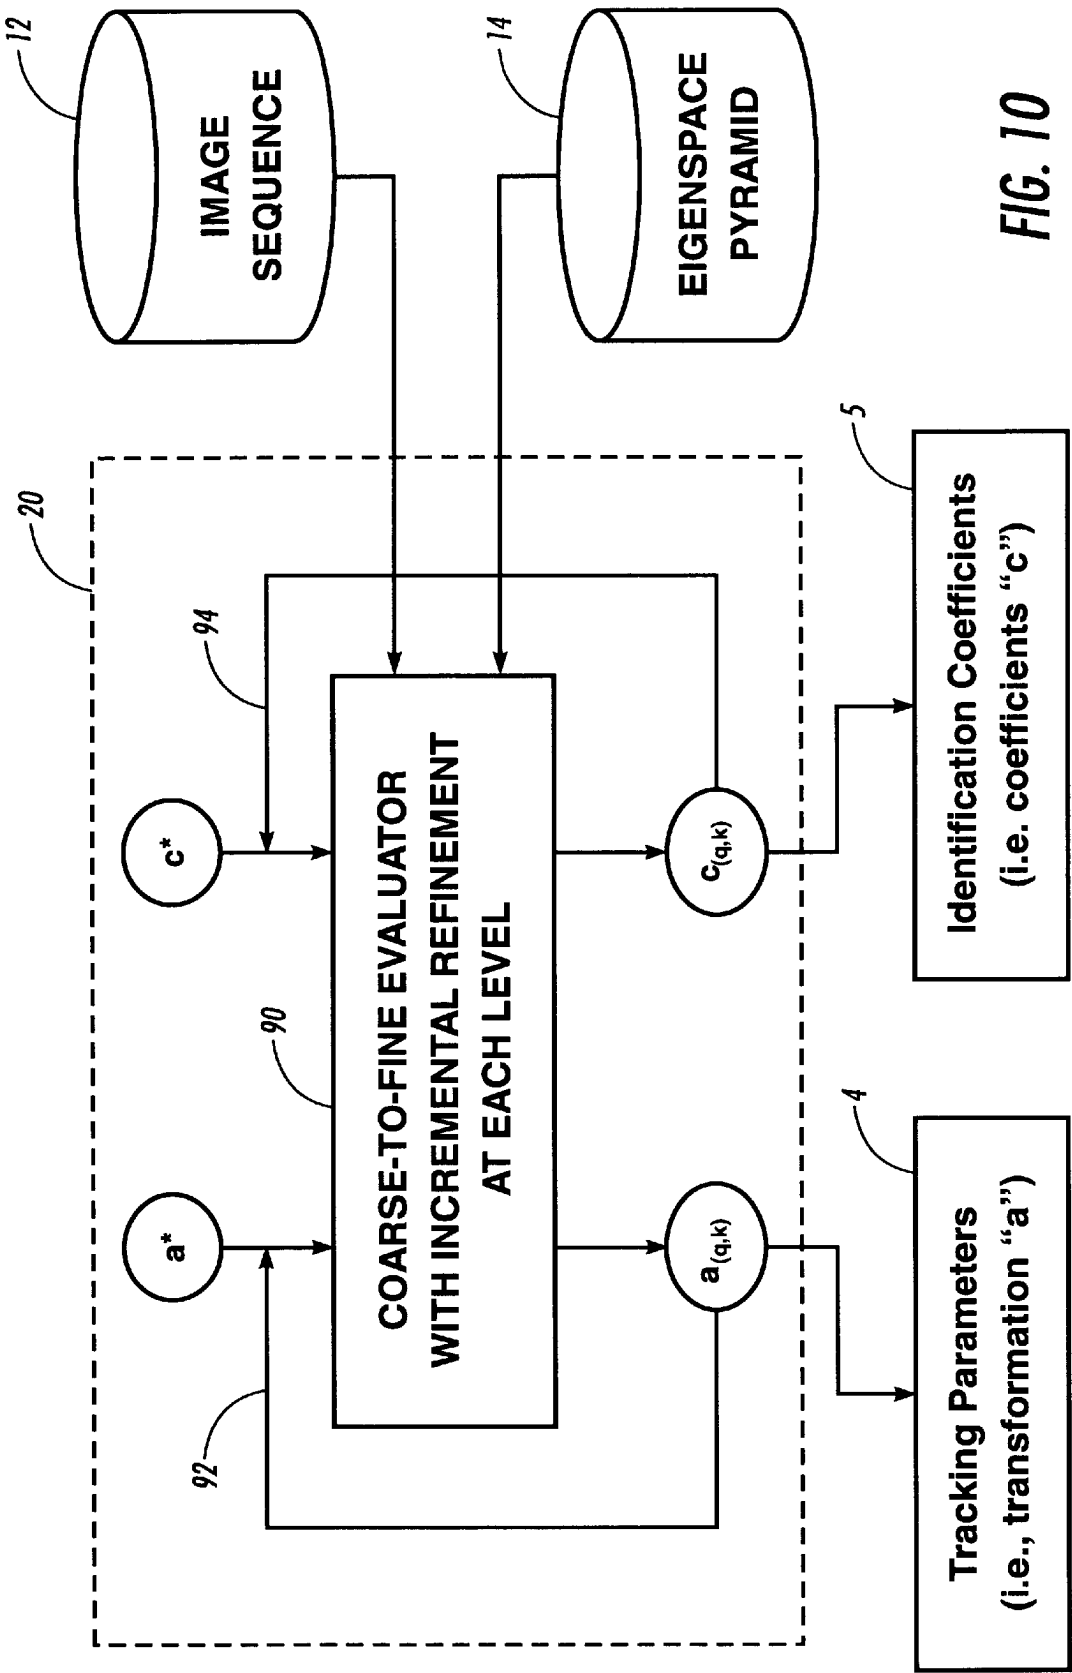 20
a*
c*
92
90
94
COARSE-TO-FINE EVALUATOR
WITH INCREMENTAL REFINEMENT
AT EACH LEVEL
a(q,k)
c(q,k)
12
IMAGE
SEQUENCE
14
EIGENSPACE
PYRAMID
4
Tracking Parameters
(i.e., transformation “a”)
5
Identification Coefficients
(i.e. coefficients “c”)
FIG. 10